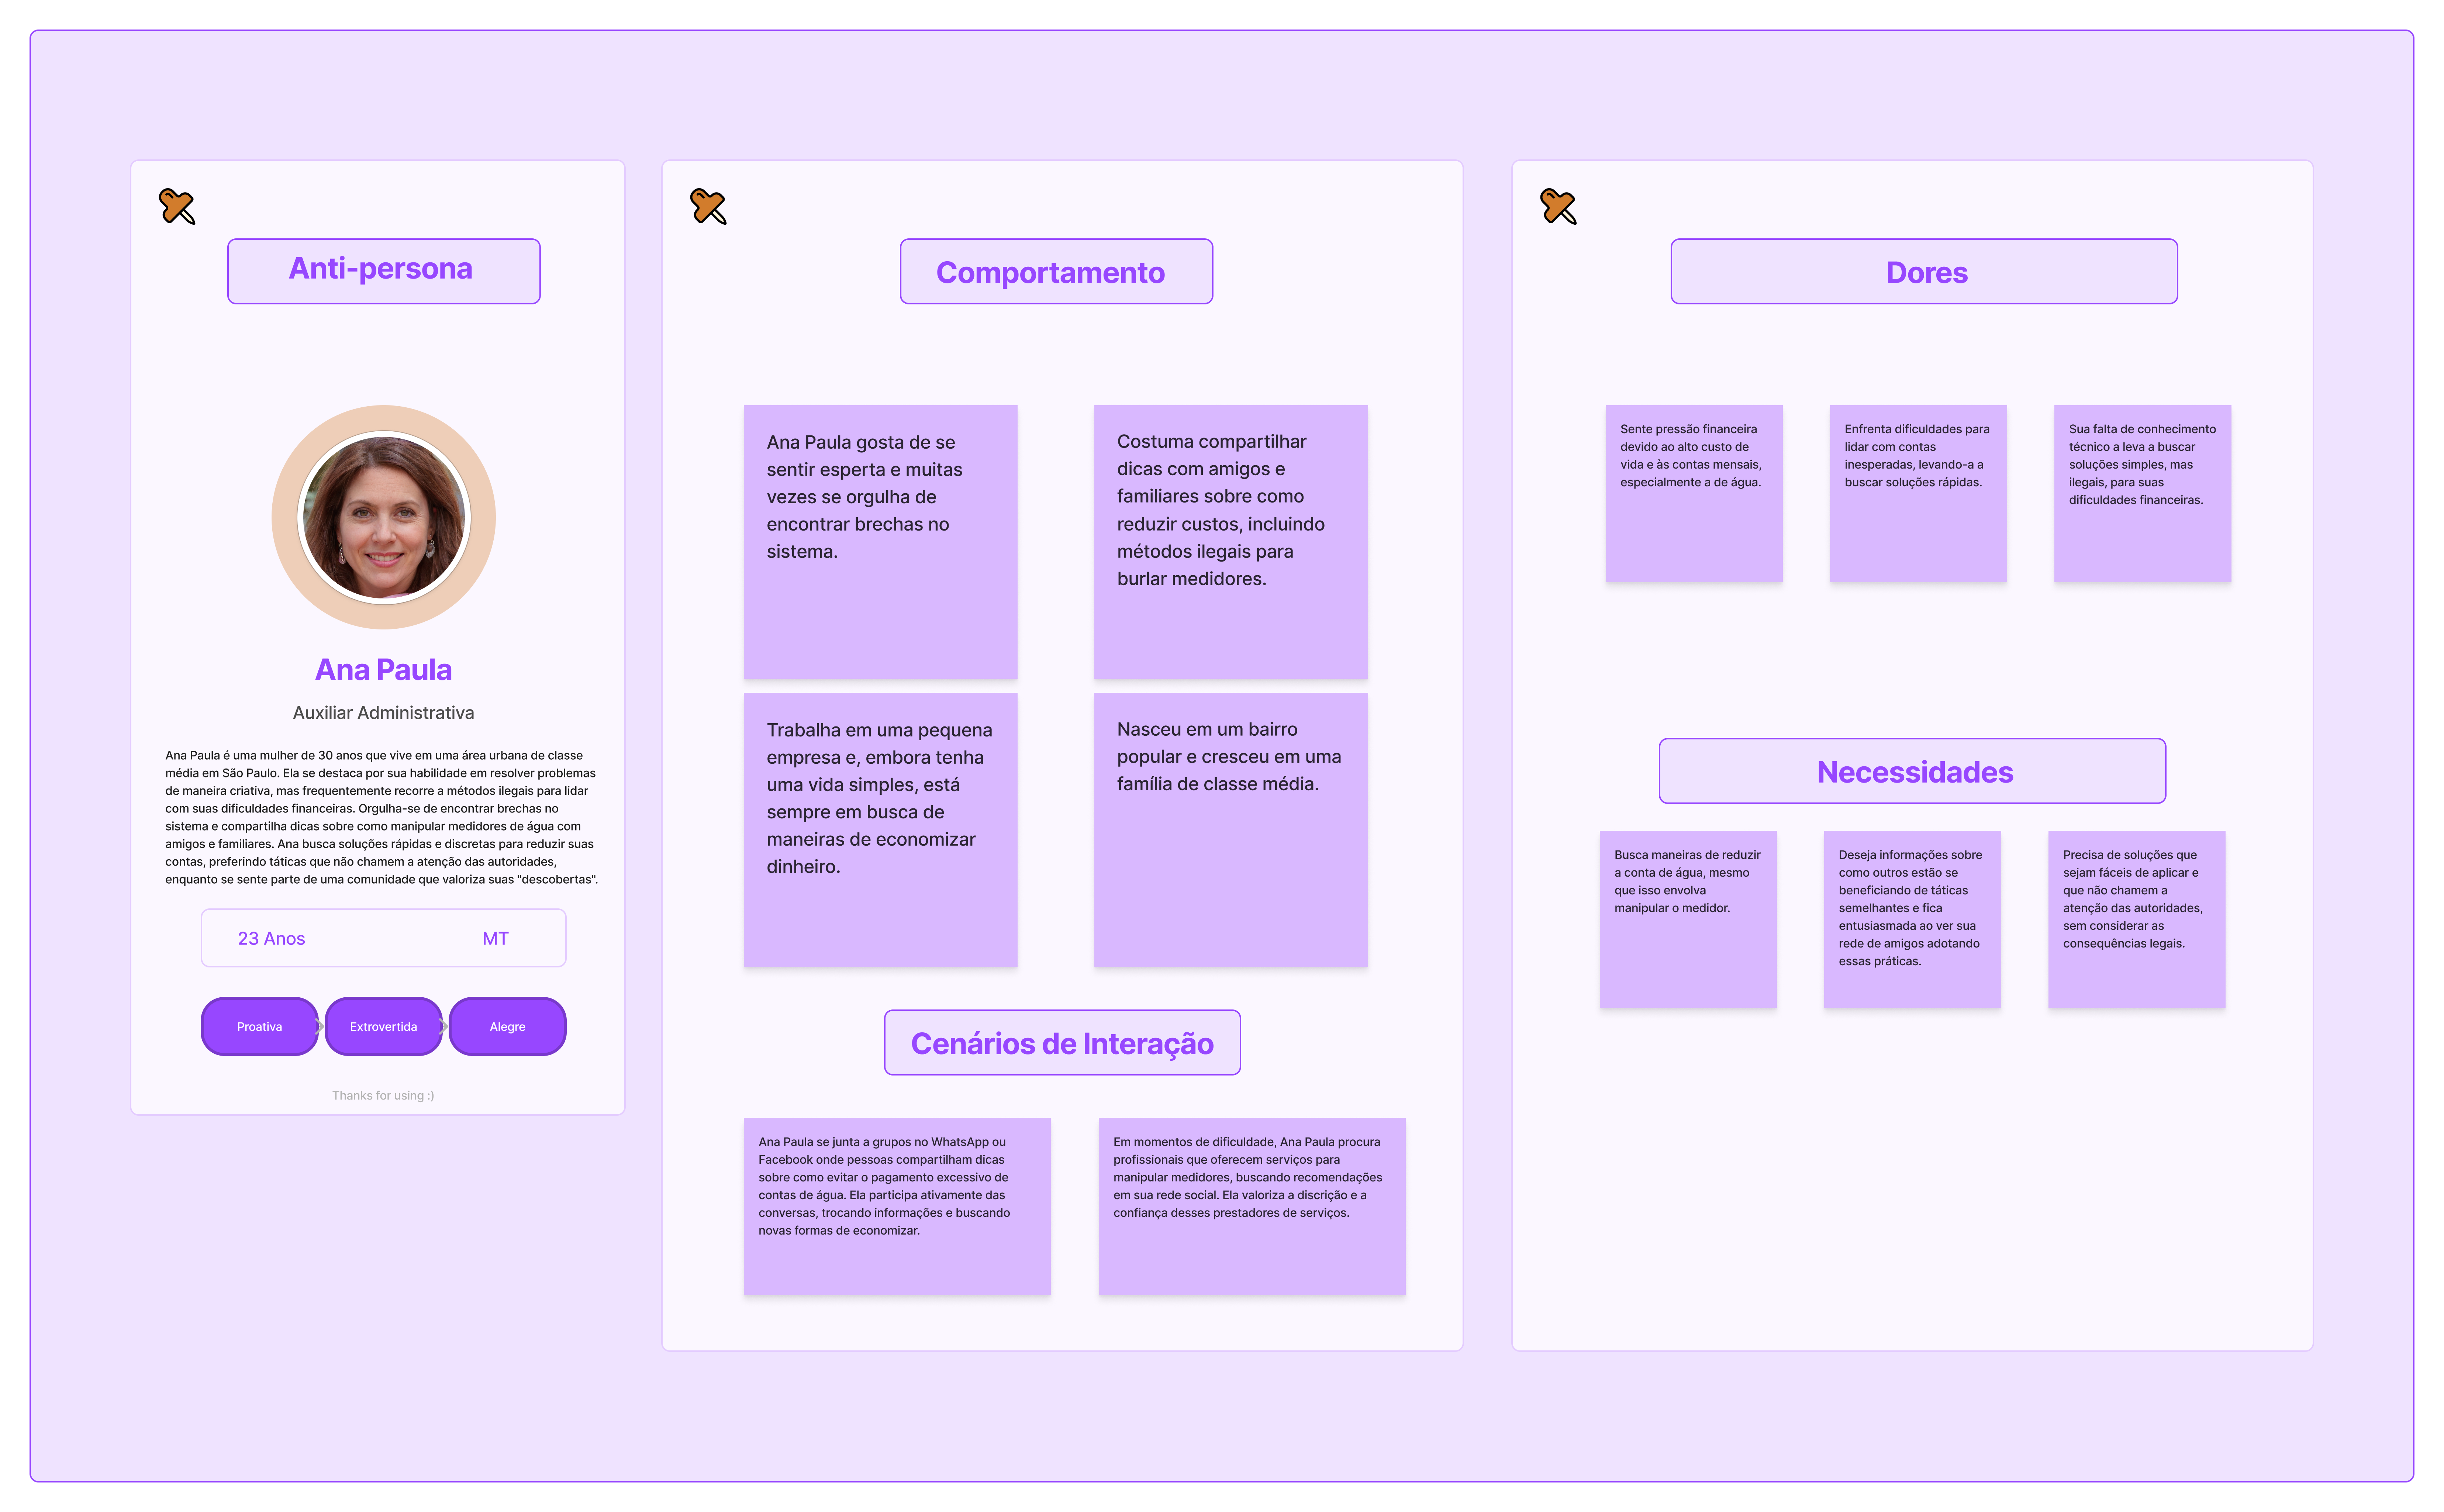 Anti-persona
Ana Paula
Auxiliar Administrativa
Ana Paula é uma mulher de 30 anos que vive em uma área urbana de classe
média em São Paulo. Ela se destaca por sua habilidade em resolver problemas
de maneira criativa, mas frequentemente recorre a métodos ilegais para lidar
com suas dificuldades financeiras. Orgulha-se de encontrar brechas no
sistema e compartilha dicas sobre como manipular medidores de água com
amigos e familiares. Ana busca soluções rápidas e discretas para reduzir suas
contas, preferindo táticas que não chamem a atenção das autoridades,
enquanto se sente parte de uma comunidade que valoriza suas "descobertas".
23 Anos
MT
Proativa
Extrovertida
Alegre
Thanks for using :)
Comportamento
Ana Paula gosta de se
sentir esperta e muitas
vezes se orgulha de
encontrar brechas no
sistema.
Costuma compartilhar
dicas com amigos e
familiares sobre como
reduzir custos, incluindo
métodos ilegais para
burlar medidores.
Trabalha em uma pequena
empresa e, embora tenha
uma vida simples, está
sempre em busca de
maneiras de economizar
dinheiro.
Nasceu em um bairro
popular e cresceu em uma
família de classe média.
Cenários de Interação
Ana Paula se junta a grupos no WhatsApp ou
Facebook onde pessoas compartilham dicas
sobre como evitar o pagamento excessivo de
contas de água. Ela participa ativamente das
conversas, trocando informações e buscando
novas formas de economizar.
Em momentos de dificuldade, Ana Paula procura
profissionais que oferecem serviços para
manipular medidores, buscando recomendações
em sua rede social. Ela valoriza a discrição e a
confiança desses prestadores de serviços.
Dores
Sente pressão financeira
devido ao alto custo de
vida e às contas mensais,
especialmente a de água.
Enfrenta dificuldades para
lidar com contas
inesperadas, levando-a a
buscar soluções rápidas.
Sua falta de conhecimento
técnico a leva a buscar
soluções simples, mas
ilegais, para suas
dificuldades financeiras.
Necessidades
Busca maneiras de reduzir
a conta de água, mesmo
que isso envolva
manipular o medidor.
Deseja informações sobre
como outros estão se
beneficiando de táticas
semelhantes e fica
entusiasmada ao ver sua
rede de amigos adotando
essas práticas.
Precisa de soluções que
sejam fáceis de aplicar e
que não chamem a
atenção das autoridades,
sem considerar as
consequências legais.